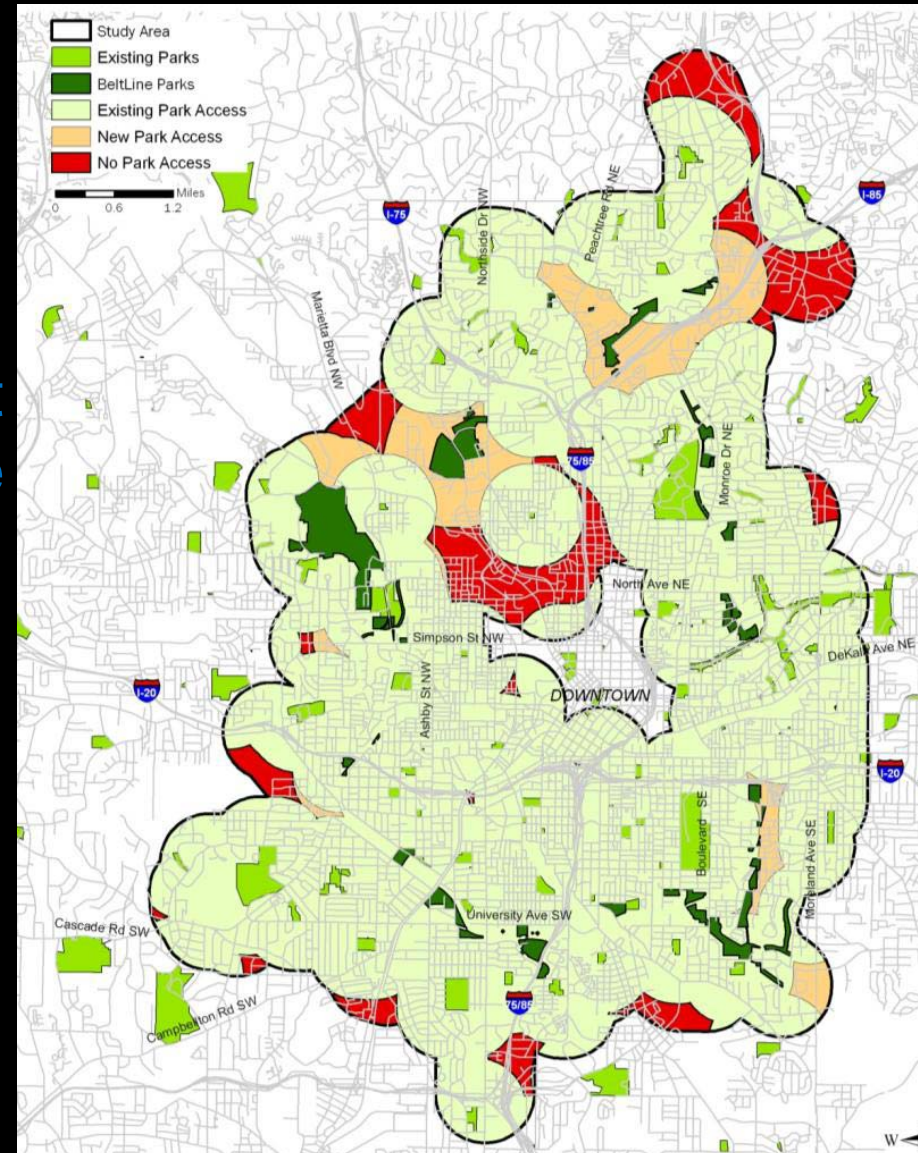 Study Area
Existing Parks
BeltLine Parks
Existing Park Access
New Park Access
No Park Access
Miles
0 0.6 1.2
I-75
I-85
Northside Dr NW
Peachtree Rd NE
Marietta Blvd NW
75/85
Monroe Dr NE
North Ave NE
Simpson St NW
DeKalb Ave NE
I-20
Ashby St NW
DOWNTOWN
I-20
Boulevard SE
Moreland Ave SE
University Ave SW
Cascade Rd SW
Campbellton Rd SW
75/85
W